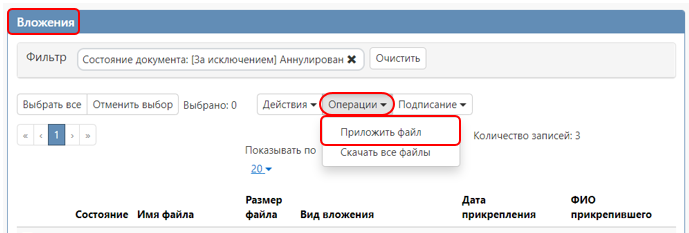 Вложения
Фильтр
Состояние документа: [За исключением] Аннулирован ✖
Очистить
Выбрать все Отменить выбор Выбрано: 0 Действия Операции Подписание
« ‹ 1 › »
Приложить файл
Количество записей: 3
Показывать по
Скачать все файлы
20
Состояние Имя файла Размер файла Вид вложения Дата прикрепления ФИО прикрепившего